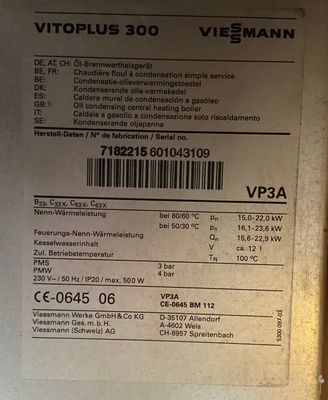 VITOPLUS 300 VIESSMANN
DE, AT, CH: Öl-Brennwertheizgerät
BE, FR: Chaudière fioul à condensation simple service
BE: Condensatie-olieverwarmingstoestel
DK: Kondenserende olie-varmekedel
ES: Caldera mural de condensación a gasóleo
GB: Oil condensing central heating boiler
IT: Caldaia a condensazione a gasolio solo riscaldamento
SE: Kondenserande oljapanna
Herstell-Daten / N° de fabrication / Serial no.
7182215 601043109
VP3A
B23, C33X, C53X, C63X
Nenn-Wärmeleistung bei 80/60 °C Pn 15,0-22,0 kW
bei 50/30 °C Pn 16,1-23,6 kW
Feuerungs-Nenn-Wärmeleistung Qn 15,6-22,9 kW
Kesselwasserinhalt V ca. 12 l
Zul. Betriebstemperatur TN 100 °C
PMS 3 bar
PMW 4 bar
230 V~ / 50 Hz / IP20 / max. 500 W
CE-0645 06 VP3A
CE-0645 BM 112
Viessmann Werke GmbH & Co KG D-35107 Allendorf
Viessmann Ges.m.b.H. A-4602 Wels
Viessmann (Schweiz) AG CH-8957 Spreitenbach